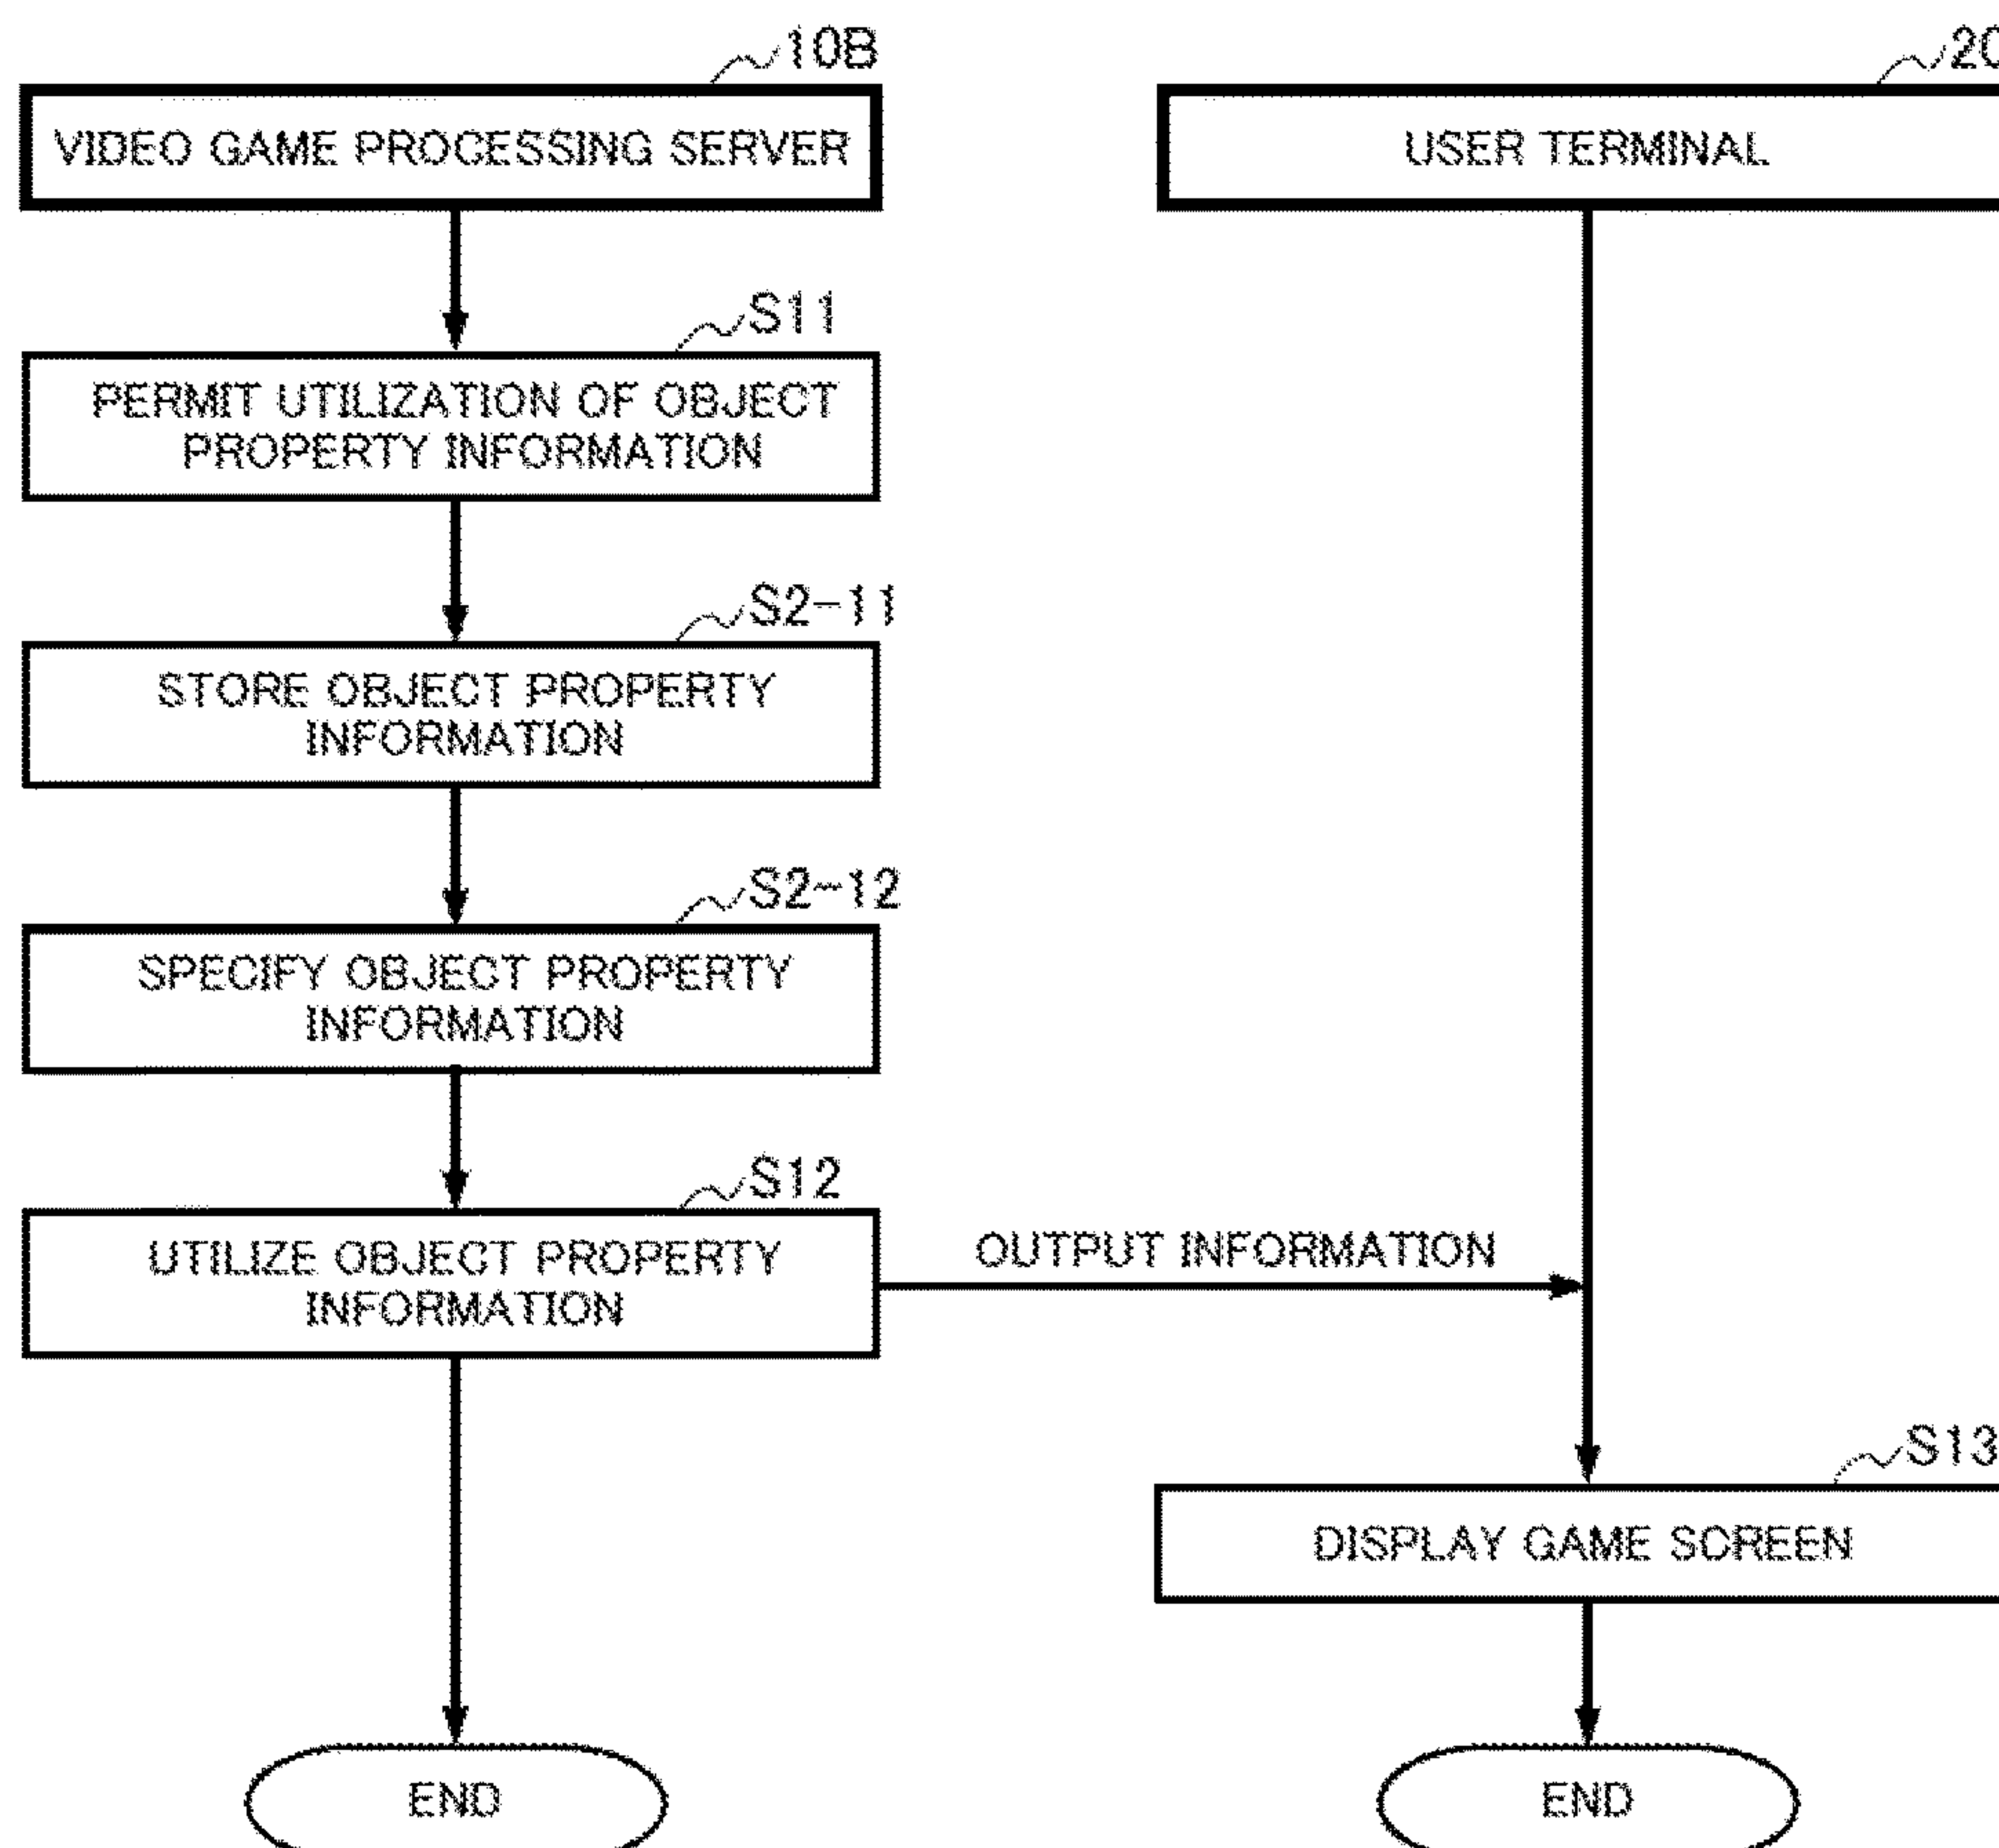 10B
VIDEO GAME PROCESSING SERVER
S11
PERMIT UTILIZATION OF OBJECT
PROPERTY INFORMATION
S2-11
STORE OBJECT PROPERTY
INFORMATION
S2-12
SPECIFY OBJECT PROPERTY
INFORMATION
S12
UTILIZE OBJECT PROPERTY
INFORMATION
OUTPUT INFORMATION
END
20
USER TERMINAL
S13
DISPLAY GAME SCREEN
END